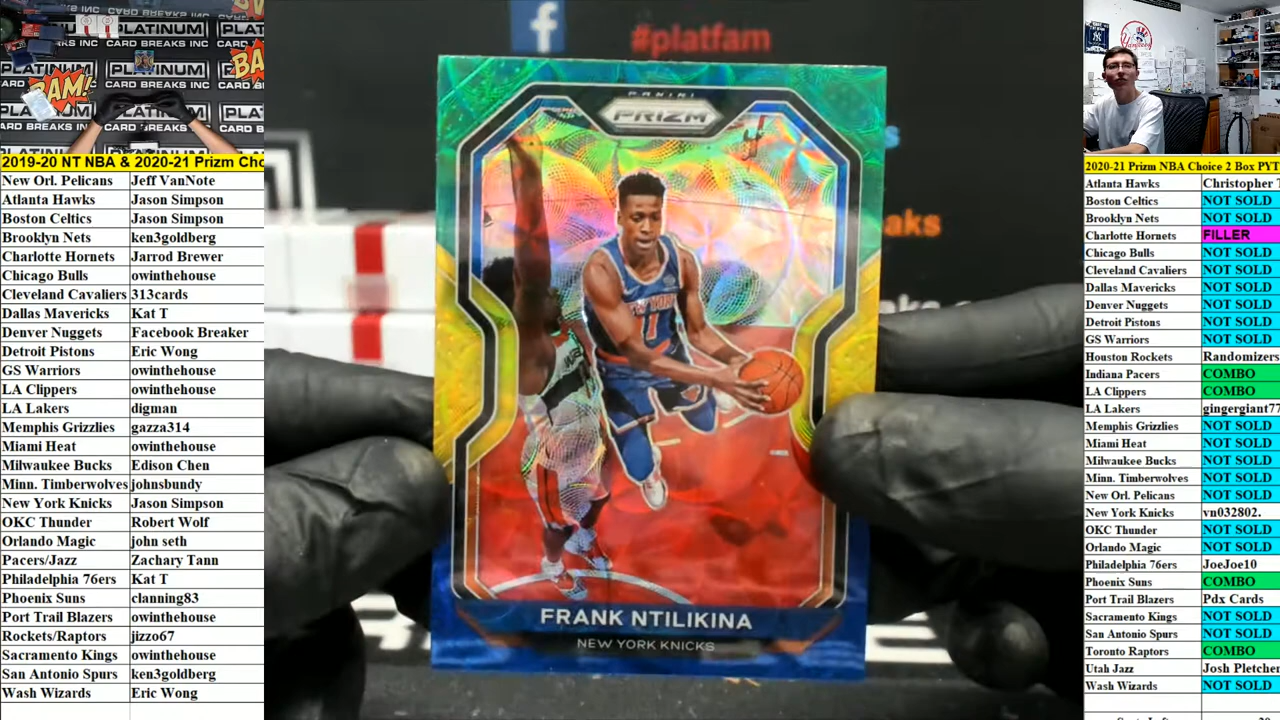 PLATINUM
CARD BREAKS INC
BAM!
2019-20 NT NBA & 2020-21 Prizm Cho
New Orl. Pelicans Jeff VanNote
Atlanta Hawks Jason Simpson
Boston Celtics Jason Simpson
Brooklyn Nets ken3goldberg
Charlotte Hornets Jarrod Brewer
Chicago Bulls owinthehouse
Cleveland Cavaliers 313cards
Dallas Mavericks Kat T
Denver Nuggets Facebook Breaker
Detroit Pistons Eric Wong
GS Warriors owinthehouse
LA Clippers owinthehouse
LA Lakers digman
Memphis Grizzlies gazza314
Miami Heat owinthehouse
Milwaukee Bucks Edison Chen
Minn. Timberwolves johnsbundy
New York Knicks Jason Simpson
OKC Thunder Robert Wolf
Orlando Magic john seth
Pacers/Jazz Zachary Tann
Philadelphia 76ers Kat T
Phoenix Suns clanning83
Port Trail Blazers owinthehouse
Rockets/Raptors jizzo67
Sacramento Kings owinthehouse
San Antonio Spurs ken3goldberg
Wash Wizards Eric Wong
f
#platfam
PANINI
PRIZM
NEW YORK
11
FRANK NTILIKINA
NEW YORK KNICKS
Yankees
2020-21 Prizm NBA Choice 2 Box PYT
Atlanta Hawks Christopher T
Boston Celtics NOT SOLD
Brooklyn Nets NOT SOLD
Charlotte Hornets FILLER
Chicago Bulls NOT SOLD
Cleveland Cavaliers NOT SOLD
Dallas Mavericks NOT SOLD
Denver Nuggets NOT SOLD
Detroit Pistons NOT SOLD
GS Warriors NOT SOLD
Houston Rockets Randomizers
Indiana Pacers COMBO
LA Clippers COMBO
LA Lakers gingergiant77
Memphis Grizzlies NOT SOLD
Miami Heat NOT SOLD
Milwaukee Bucks NOT SOLD
Minn. Timberwolves NOT SOLD
New Orl. Pelicans NOT SOLD
New York Knicks vn032802.
OKC Thunder NOT SOLD
Orlando Magic NOT SOLD
Philadelphia 76ers JoeJoe10
Phoenix Suns COMBO
Port Trail Blazers Pdx Cards
Sacramento Kings NOT SOLD
San Antonio Spurs NOT SOLD
Toronto Raptors COMBO
Utah Jazz Josh Pletcher
Wash Wizards NOT SOLD